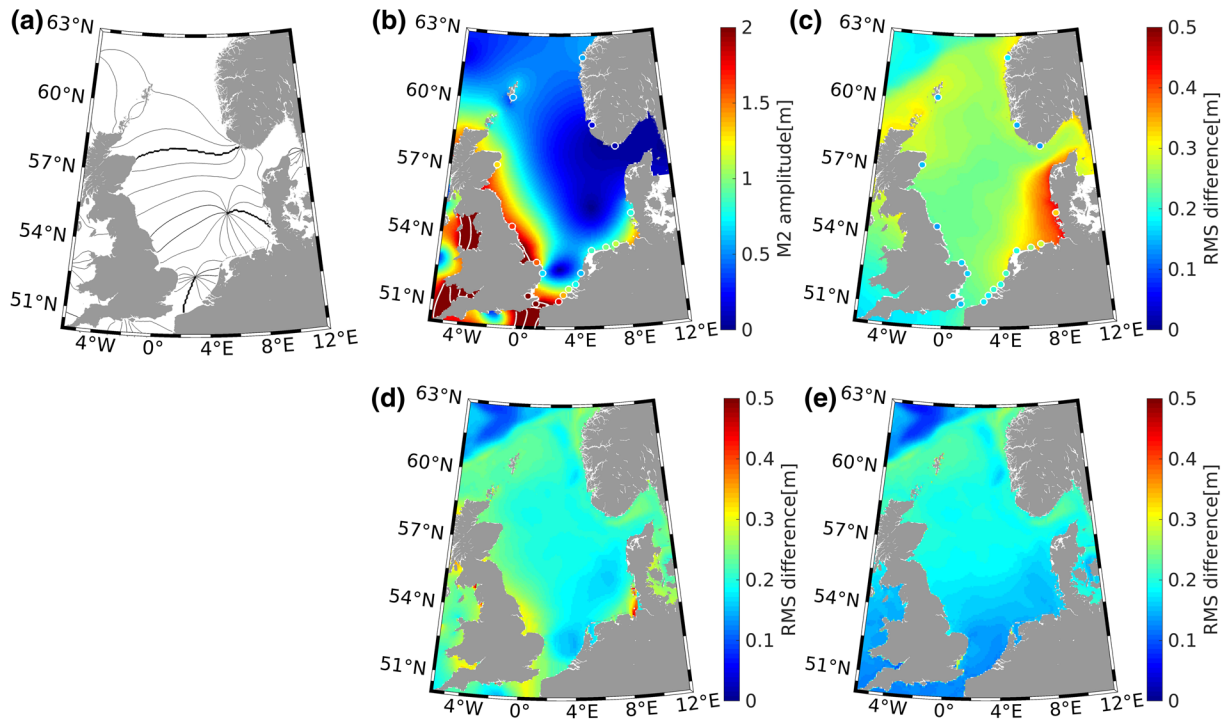 (a)
63°N
60°N
57°N
54°N
51°N
4°W 0° 4°E 8°E 12°E
(b)
63°N
60°N
57°N
54°N
51°N
4°W 0° 4°E 8°E 12°E
2
1.5
1
0.5
0
M2 amplitude[m]
(c)
63°N
60°N
57°N
54°N
51°N
4°W 0° 4°E 8°E 12°E
0.5
0.4
0.3
0.2
0.1
0
RMS difference[m]
(d)
63°N
60°N
57°N
54°N
51°N
4°W 0° 4°E 8°E 12°E
0.5
0.4
0.3
0.2
0.1
0
RMS difference[m]
(e)
63°N
60°N
57°N
54°N
51°N
4°W 0° 4°E 8°E 12°E
0.5
0.4
0.3
0.2
0.1
0
RMS difference[m]